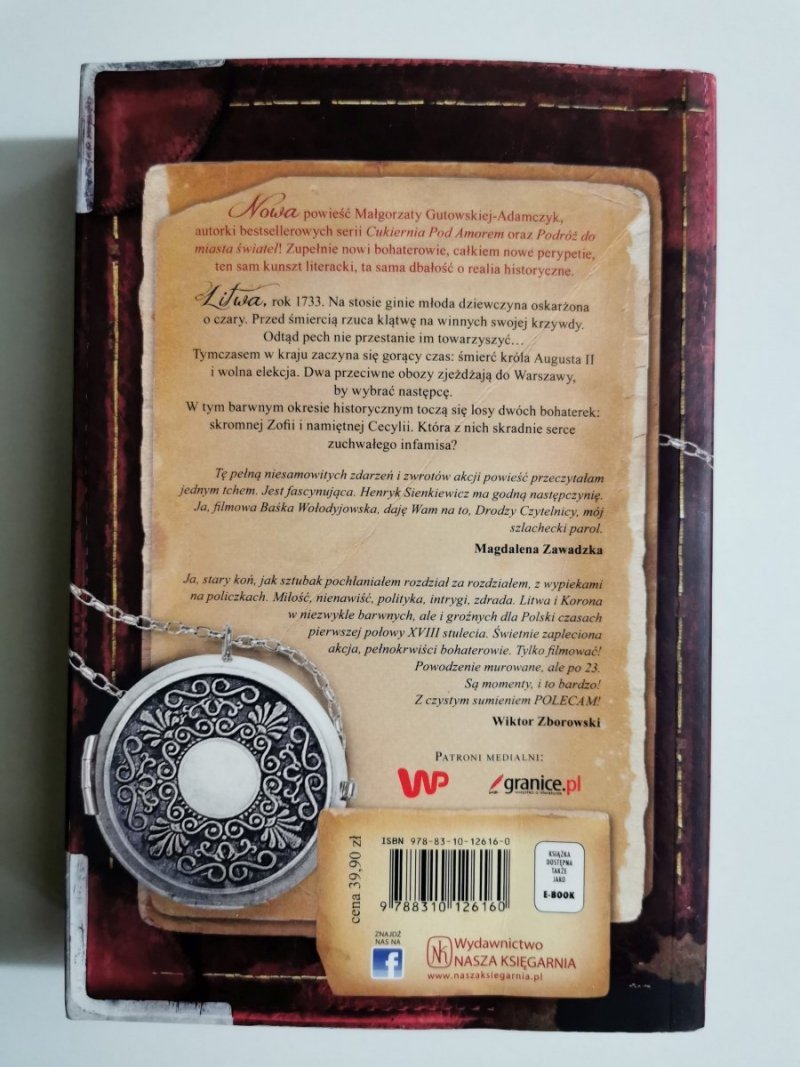 Nowa powieść Małgorzaty Gutowskiej-Adamczyk,
autorki bestsellerowych serii Cukiernia Pod Amorem oraz Podróż do
miasta świateł! Zupełnie nowi bohaterowie, całkiem nowe perypetie,
ten sam kunszt literacki, ta sama dbałość o realia historyczne.
Litwa, rok 1733. Na stosie ginie młoda dziewczyna oskarżona
o czary. Przed śmiercią rzuca klątwę na winnych swojej krzywdy.
Odtąd pech nie przestanie im towarzyszyć…
Tymczasem w kraju zaczyna się gorący czas: śmierć króla Augusta II
i wolna elekcja. Dwa przeciwne obozy zjeżdżają do Warszawy,
by wybrać następcę.
W tym barwnym okresie historycznym toczą się losy dwóch bohaterek:
skromnej Zofii i namiętnej Cecylii. Która z nich skradnie serce
zuchwałego infamisa?
Tę pełną niesamowitych zdarzeń i zwrotów akcji powieść przeczytałam
jednym tchem. Jest fascynująca. Henryk Sienkiewicz ma godną następczynię.
Ja, filmowa Baśka Wołodyjowska, daję Wam na to, Drodzy Czytelnicy, mój
szlachecki parol.
Magdalena Zawadzka
Ja, stary koń, jak sztubak pochłaniałem rozdział za rozdziałem, z wypiekami
na policzkach. Miłość, nienawiść, polityka, intrygi, zdrada. Litwa i Korona
w niezwykle barwnych, ale i groźnych dla Polski czasach
pierwszej połowy XVIII stulecia. Świetnie zapleciona
akcja, pełnokrwiści bohaterowie. Tylko filmować!
Powodzenie murowane, ale po 23.
Są momenty, i to bardzo!
Z czystym sumieniem POLECAM!
Wiktor Zborowski
Patroni medialni:
WP
granice.pl
cena 39,90 zł
ISBN 978-83-10-12616-0
9 788310 126160
KSIĄŻKA
DOSTĘPNA
TAKŻE
JAKO
E-BOOK
ZNAJDŹ
NAS NA
f
Wydawnictwo
NASZA KSIĘGARNIA
www.naszaksiegarnia.pl